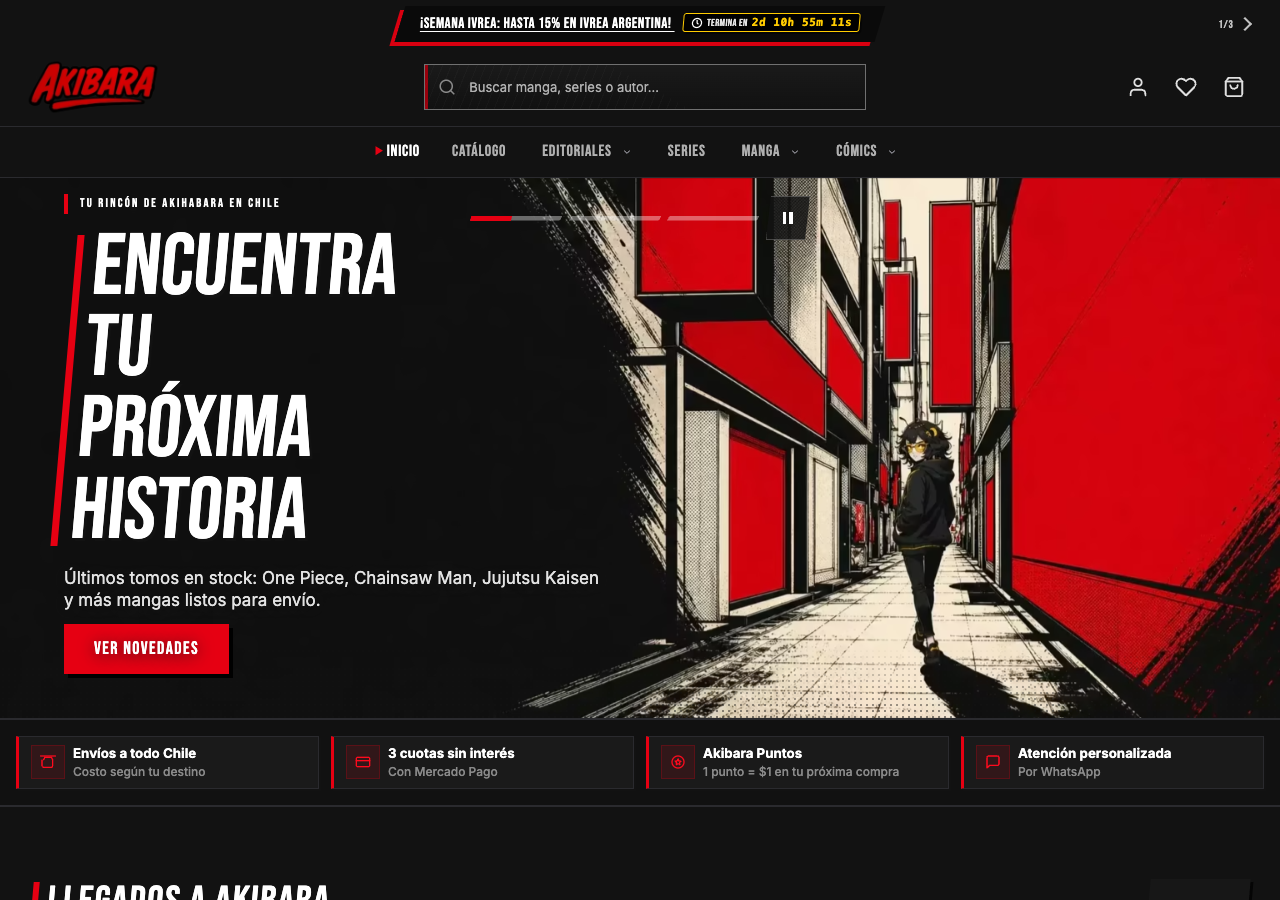 ¡SEMANA IVREA: HASTA 15% EN IVREA ARGENTINA! TERMINA EN 2d 10h 55m 11s
1/3
AKIBARA
Buscar manga, series o autor...
INICIO CATÁLOGO EDITORIALES SERIES MANGA CÓMICS
TU RINCÓN DE AKIHABARA EN CHILE
ENCUENTRA
TU
PRÓXIMA
HISTORIA
Últimos tomos en stock: One Piece, Chainsaw Man, Jujutsu Kaisen
y más mangas listos para envío.
VER NOVEDADES
Envíos a todo Chile
Costo según tu destino
3 cuotas sin interés
Con Mercado Pago
Akibara Puntos
1 punto = $1 en tu próxima compra
Atención personalizada
Por WhatsApp
LLEGADOS A AKIBARA